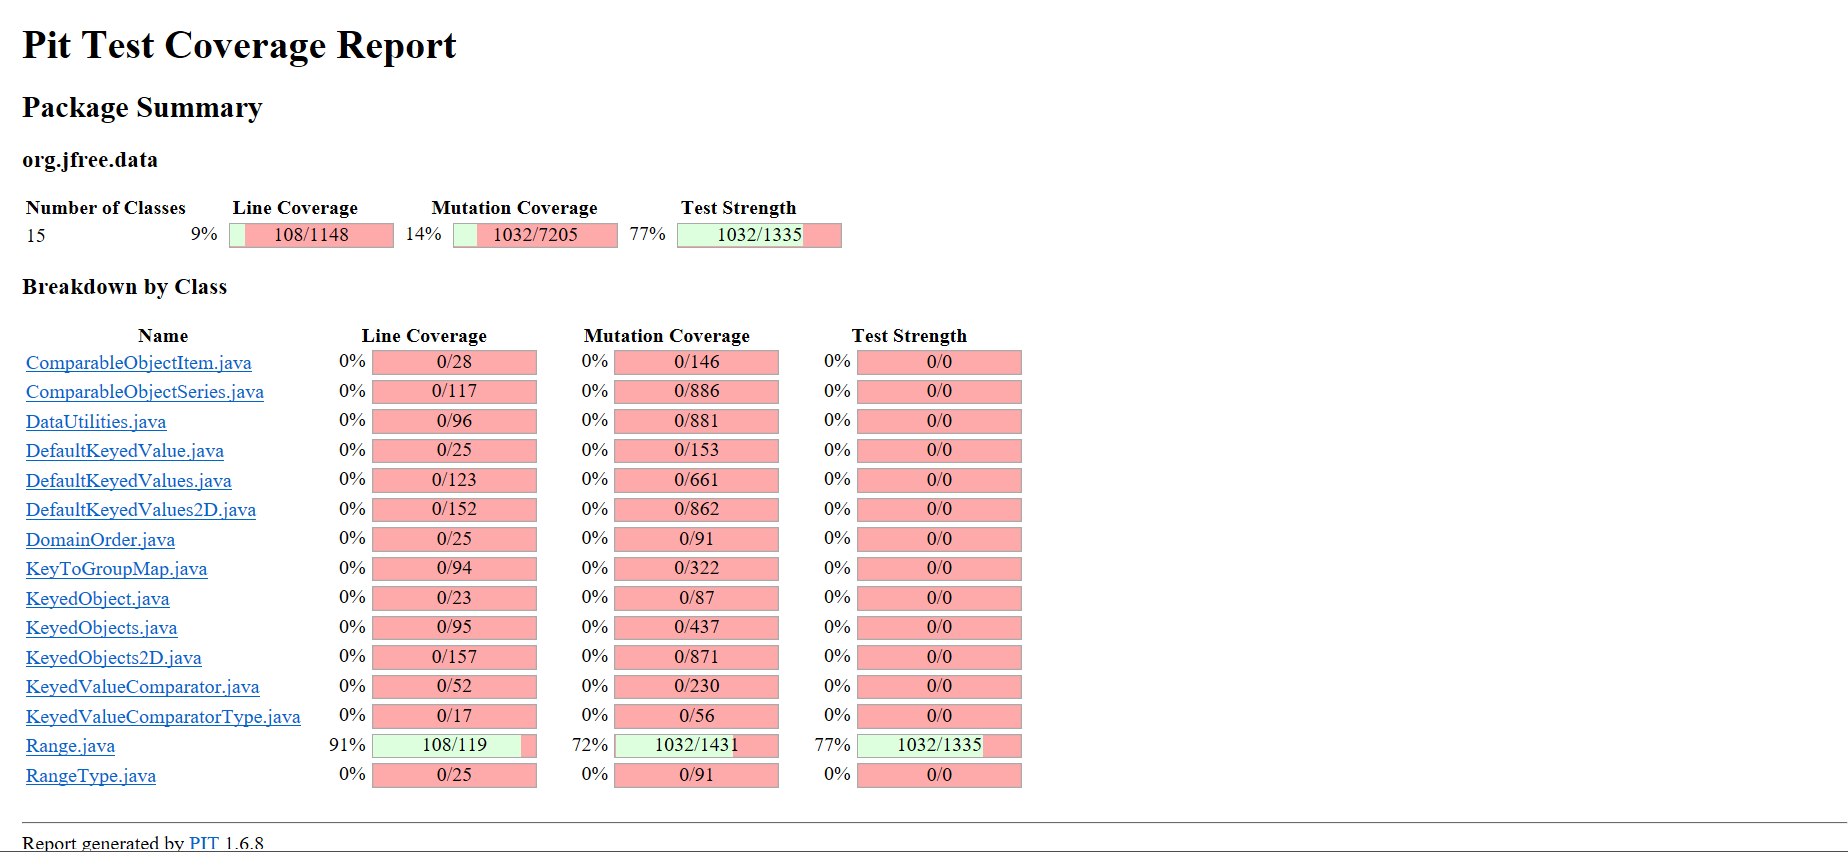 Pit Test Coverage Report
Package Summary
org.jfree.data
Number of Classes Line Coverage Mutation Coverage Test Strength
15 9% 108/1148 14% 1032/7205 77% 1032/1335
Breakdown by Class
Name Line Coverage Mutation Coverage Test Strength
ComparableObjectItem.java 0% 0/28 0% 0/146 0% 0/0
ComparableObjectSeries.java 0% 0/117 0% 0/886 0% 0/0
DataUtilities.java 0% 0/96 0% 0/881 0% 0/0
DefaultKeyedValue.java 0% 0/25 0% 0/153 0% 0/0
DefaultKeyedValues.java 0% 0/123 0% 0/661 0% 0/0
DefaultKeyedValues2D.java 0% 0/152 0% 0/862 0% 0/0
DomainOrder.java 0% 0/25 0% 0/91 0% 0/0
KeyToGroupMap.java 0% 0/94 0% 0/322 0% 0/0
KeyedObject.java 0% 0/23 0% 0/87 0% 0/0
KeyedObjects.java 0% 0/95 0% 0/437 0% 0/0
KeyedObjects2D.java 0% 0/157 0% 0/871 0% 0/0
KeyedValueComparator.java 0% 0/52 0% 0/230 0% 0/0
KeyedValueComparatorType.java 0% 0/17 0% 0/56 0% 0/0
Range.java 91% 108/119 72% 1032/1431 77% 1032/1335
RangeType.java 0% 0/25 0% 0/91 0% 0/0
Report generated by PIT 1.6.8